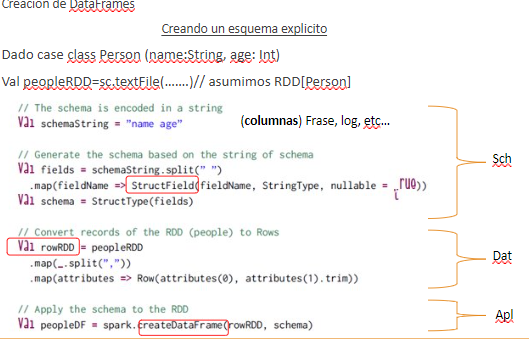 Creación de DataFrames
Creando un esquema explicito
Dado case class Person (name:String, age: Int)
Val peopleRDD=sc.textFile(…….)// asumimos RDD[Person]
// The schema is encoded in a string
Val schemaString = "name age"
(columnas) Frase, log, etc…
// Generate the schema based on the string of schema
Val fields = schemaString.split(" ")
.map(fieldName => StructField(fieldName, StringType, nullable = true))
Val schema = StructType(fields)
Sch
// Convert records of the RDD (people) to Rows
Val rowRDD = peopleRDD
.map(_.split(","))
.map(attributes => Row(attributes(0), attributes(1).trim))
Dat
// Apply the schema to the RDD
Val peopleDF = spark.createDataFrame(rowRDD, schema)
Apl